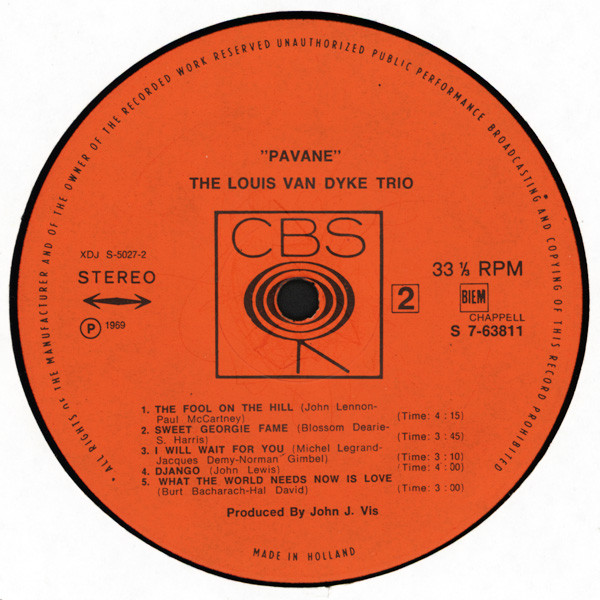 * ALL RIGHTS OF THE MANUFACTURER AND OF THE OWNER OF THE RECORDED WORK RESERVED UNAUTHORIZED PUBLIC PERFORMANCE BROADCASTING AND COPYING OF THIS RECORD PROHIBITED
"PAVANE"
THE LOUIS VAN DYKE TRIO
CBS
XDJ S-5027-2
STEREO
P 1969
2
33 ⅓ RPM
BIEM
CHAPPELL
S 7-63811
1. THE FOOL ON THE HILL (John Lennon-
Paul McCartney) (Time: 4:15)
2. SWEET GEORGIE FAME (Blossom Dearie-
S. Harris) (Time: 3:45)
3. I WILL WAIT FOR YOU (Michel Legrand-
Jacques Demy-Norman Gimbel) (Time: 3:10)
4. DJANGO (John Lewis) (Time: 4:00)
5. WHAT THE WORLD NEEDS NOW IS LOVE
(Burt Bacharach-Hal David) (Time: 3:00)
Produced By John J. Vis
MADE IN HOLLAND